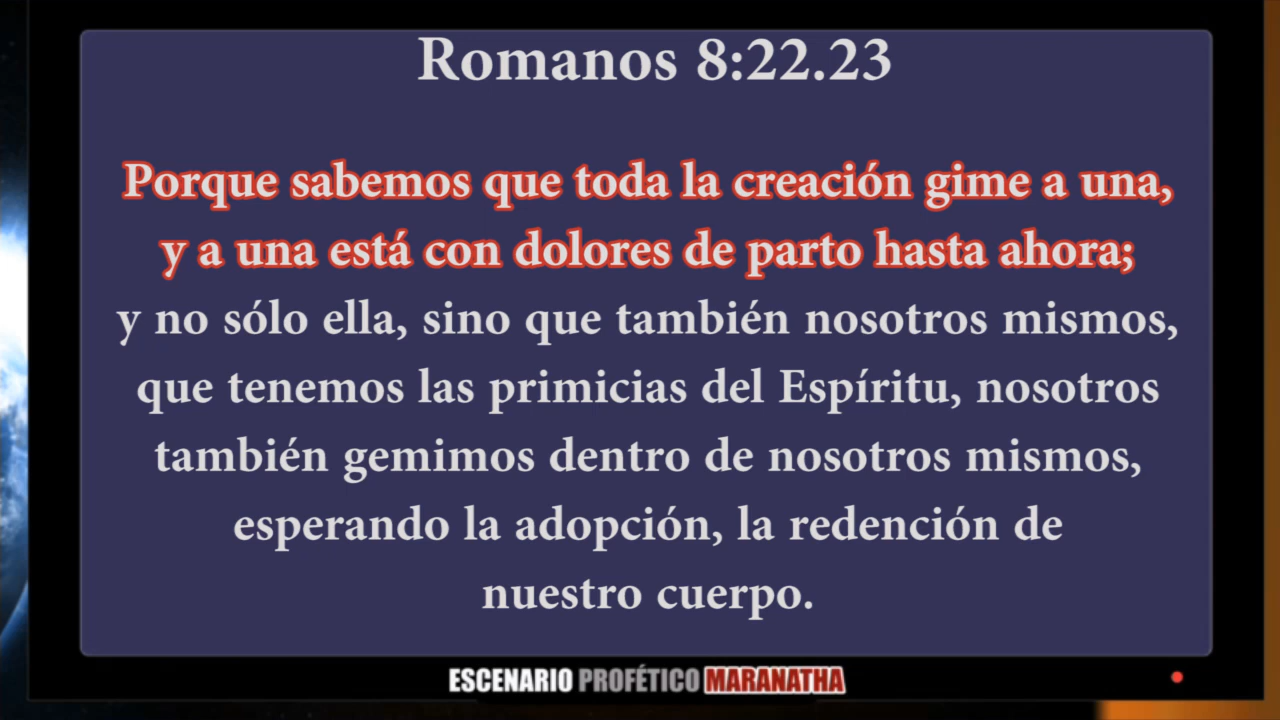 Romanos 8:22.23
Porque sabemos que toda la creación gime a una,
y a una está con dolores de parto hasta ahora;
y no sólo ella, sino que también nosotros mismos,
que tenemos las primicias del Espíritu, nosotros
también gemimos dentro de nosotros mismos,
esperando la adopción, la redención de
nuestro cuerpo.
ESCENARIO PROFÉTICO MARANATHA